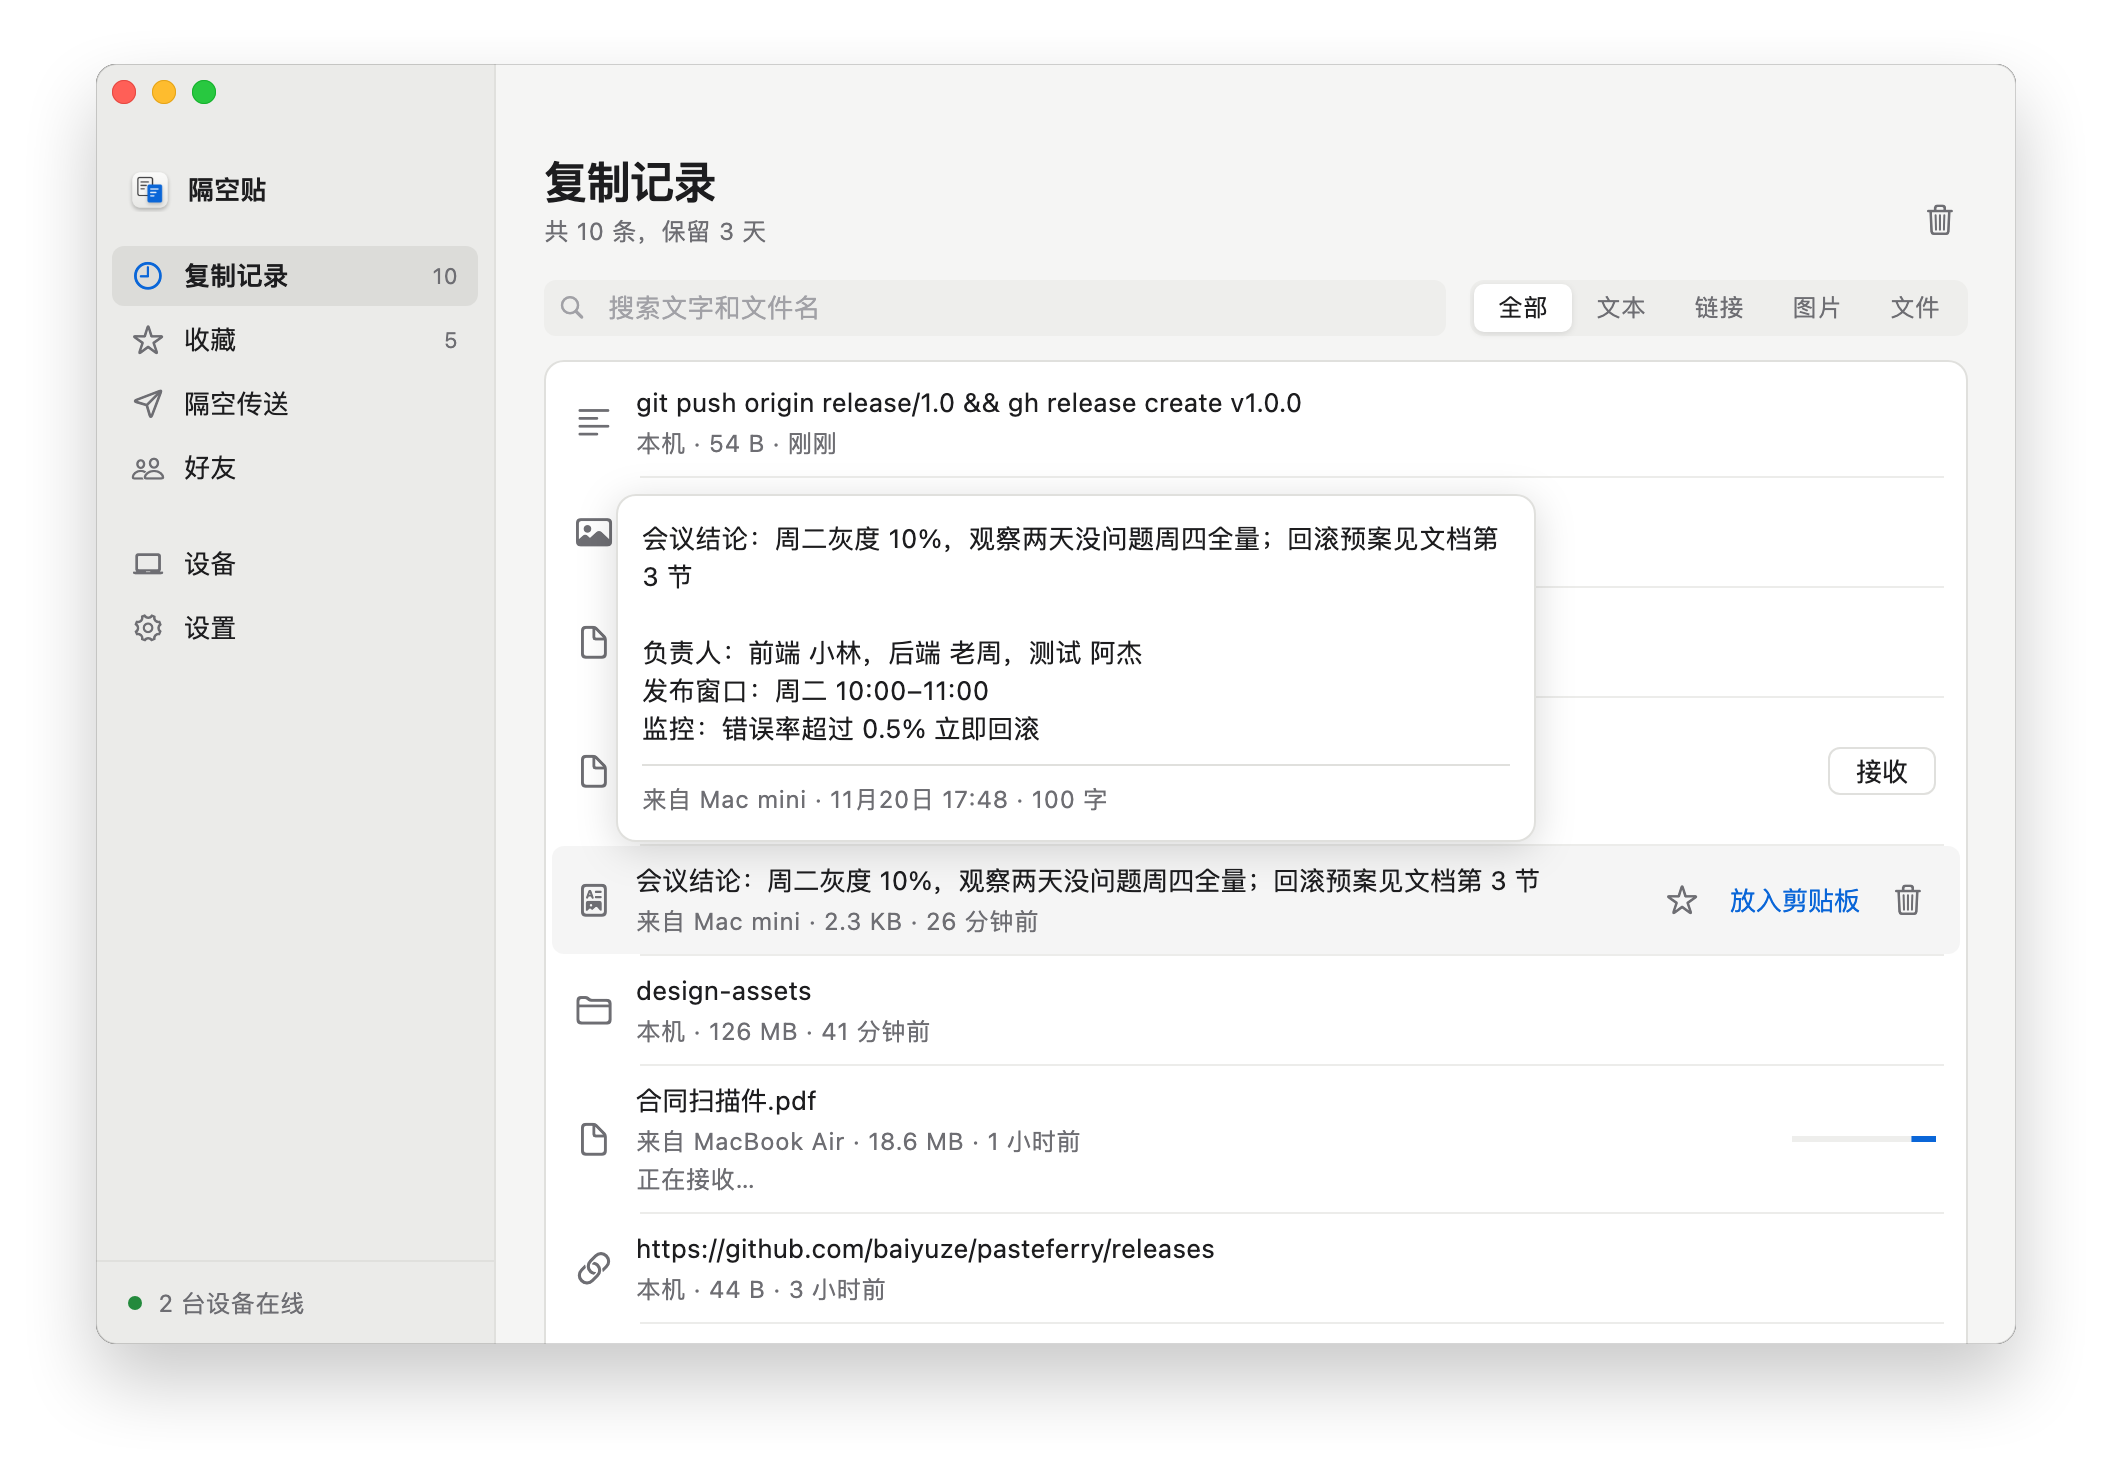 隔空贴
复制记录 10
收藏 5
隔空传送
好友
设备
设置
2 台设备在线
复制记录
共 10 条，保留 3 天
搜索文字和文件名
全部 文本 链接 图片 文件
git push origin release/1.0 && gh release create v1.0.0
本机 · 54 B · 刚刚
会议结论：周二灰度 10%，观察两天没问题周四全量；回滚预案见文档第
3 节
负责人：前端 小林，后端 老周，测试 阿杰
发布窗口：周二 10:00–11:00
监控：错误率超过 0.5% 立即回滚
来自 Mac mini · 11月20日 17:48 · 100 字
接收
会议结论：周二灰度 10%，观察两天没问题周四全量；回滚预案见文档第 3 节
来自 Mac mini · 2.3 KB · 26 分钟前
放入剪贴板
design-assets
本机 · 126 MB · 41 分钟前
合同扫描件.pdf
来自 MacBook Air · 18.6 MB · 1 小时前
正在接收...
https://github.com/baiyuze/pasteferry/releases
本机 · 44 B · 3 小时前